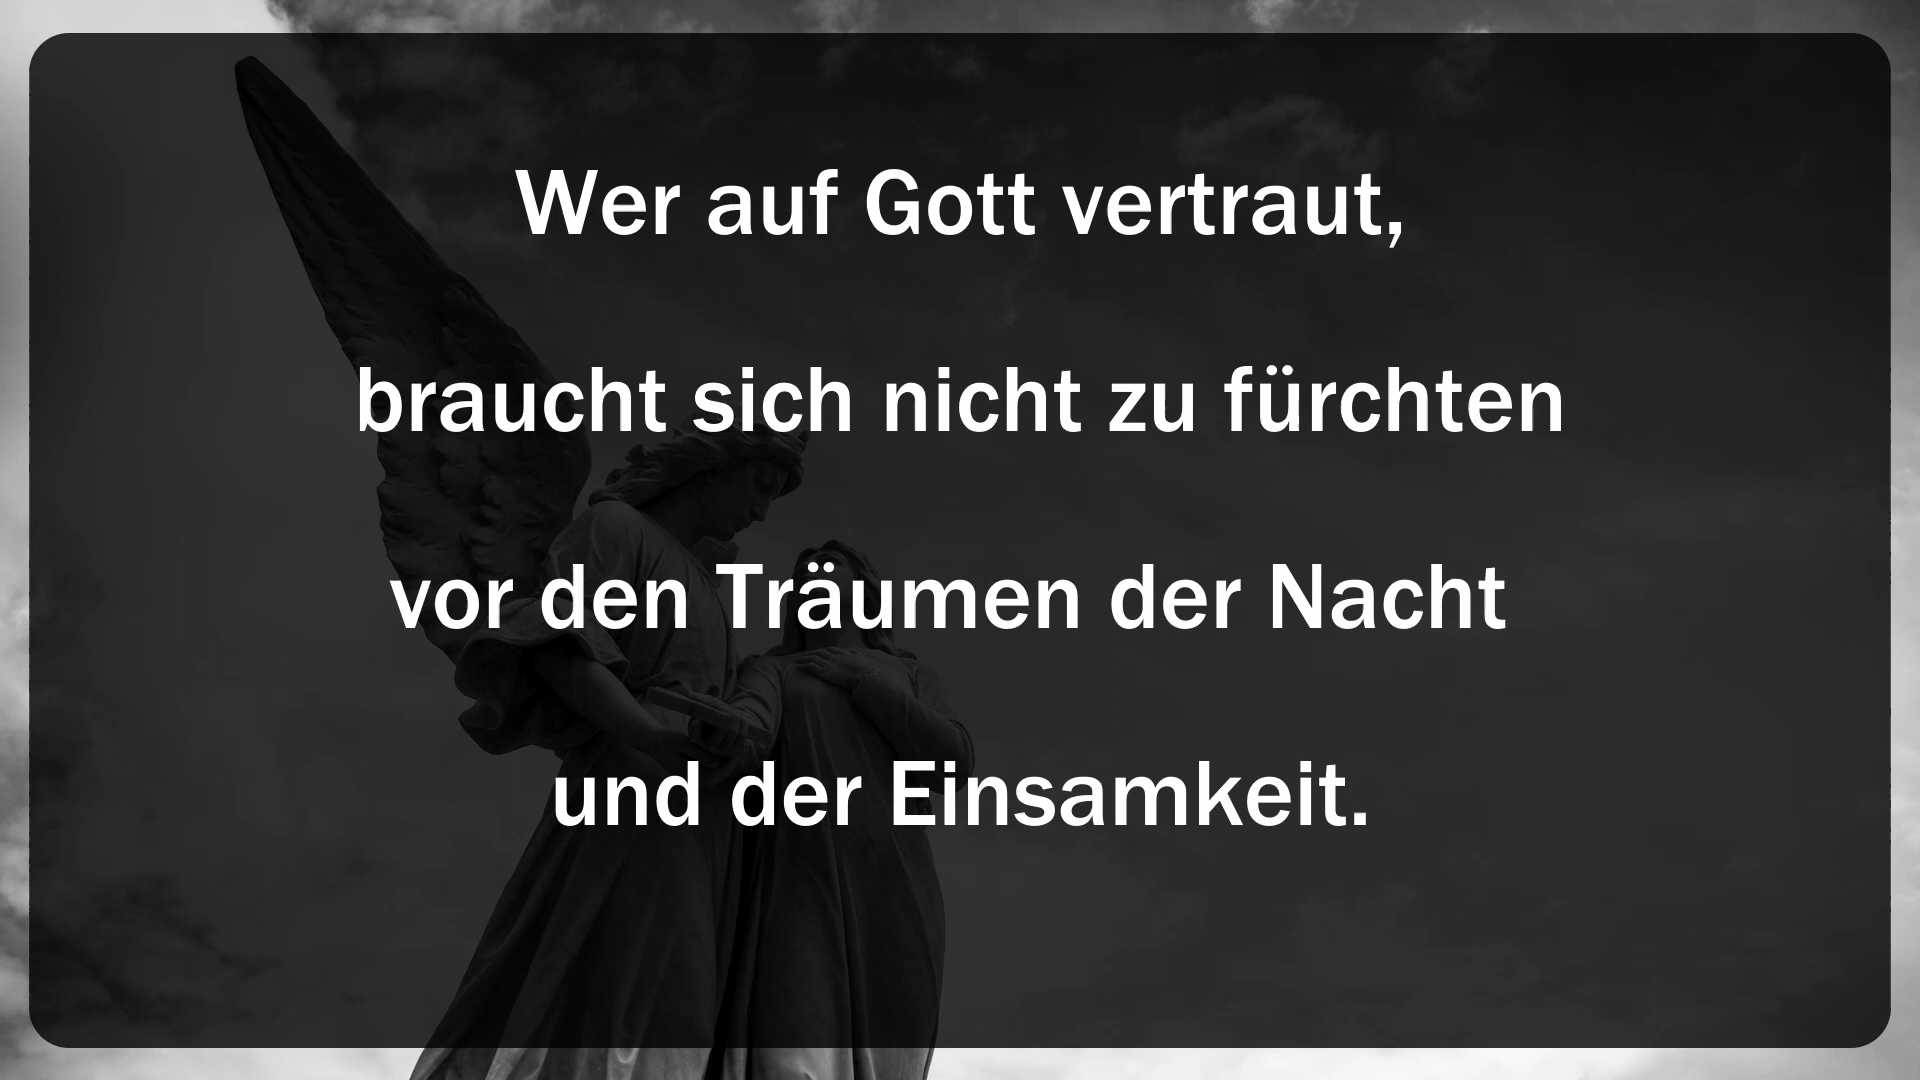 Wer auf Gott vertraut,
braucht sich nicht zu fürchten
vor den Träumen der Nacht
und der Einsamkeit.